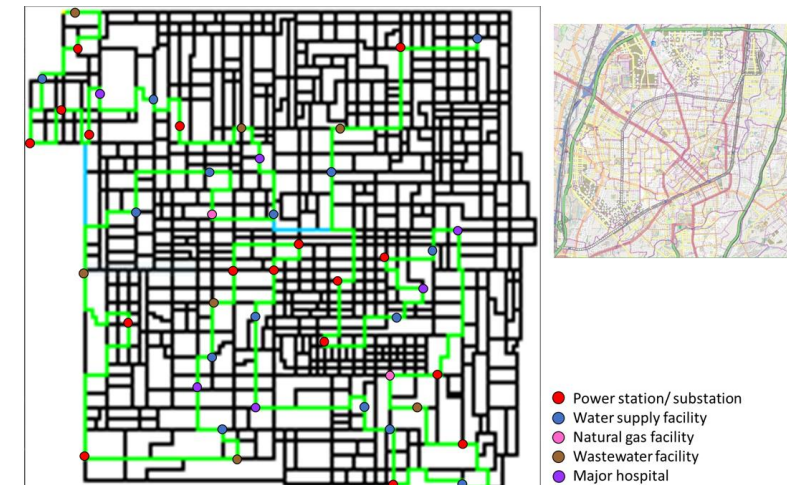 Power station/ substation
Water supply facility
Natural gas facility
Wastewater facility
Major hospital